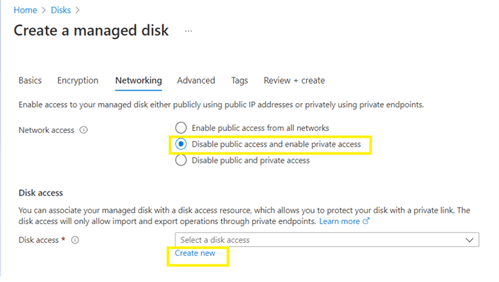 Home > Disks >
Create a managed disk ...
Basics Encryption Networking Advanced Tags Review + create
Enable access to your managed disk either publicly using public IP addresses or privately using private endpoints.
Network access
Enable public access from all networks
Disable public access and enable private access
Disable public and private access
Disk access
You can associate your managed disk with a disk access resource, which allows you to protect your disk with a private link. The
disk access will only allow import and export operations through private endpoints. Learn more
Disk access *
Select a disk access
Create new